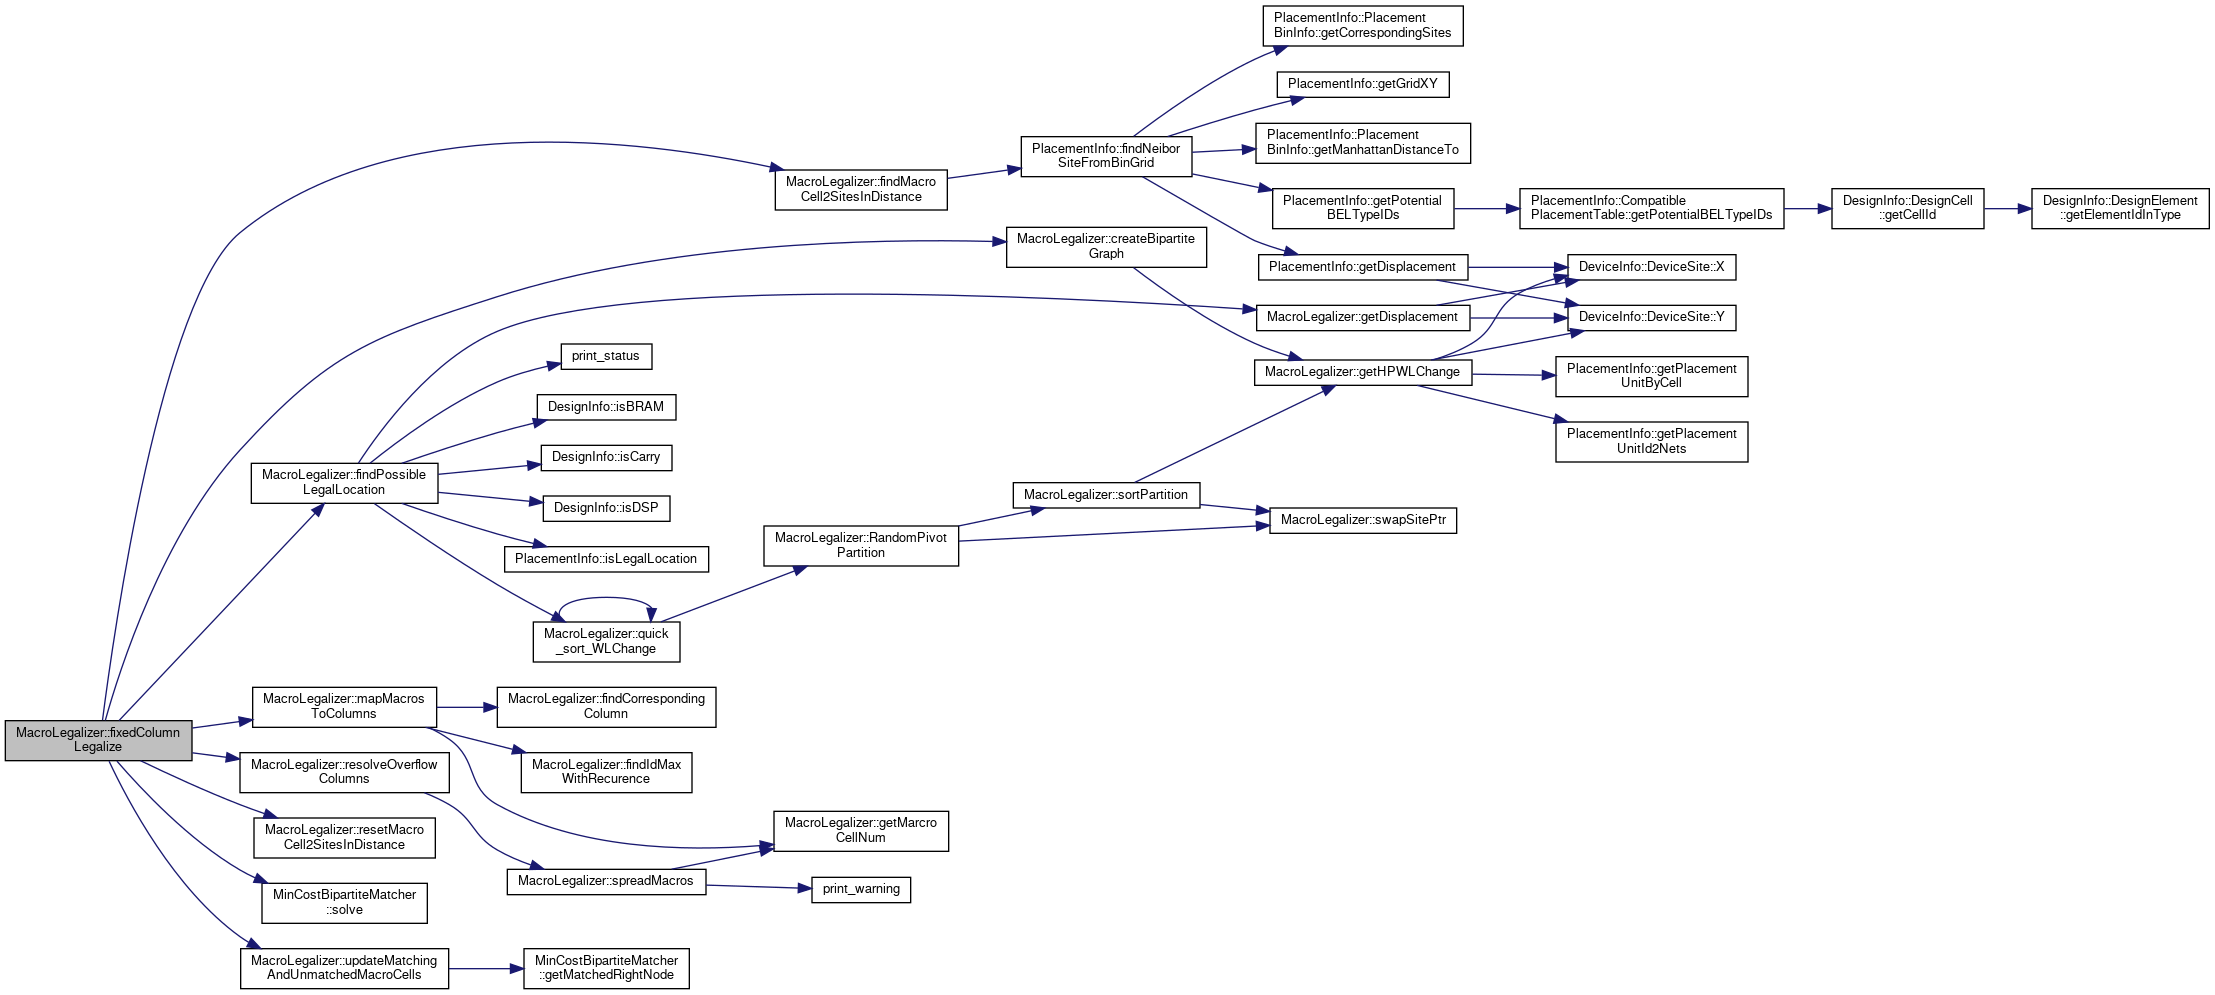 PlacementInfo::Placement
BinInfo::getCorrespondingSites
PlacementInfo::getGridXY
PlacementInfo::Placement
BinInfo::getManhattanDistanceTo
PlacementInfo::findNeibor
SiteFromBinGrid
MacroLegalizer::findMacro
Cell2SitesInDistance
PlacementInfo::getPotential
BELTypeIDs
PlacementInfo::Compatible
PlacementTable::getPotentialBELTypeIDs
DesignInfo::DesignCell
::getCellId
DesignInfo::DesignElement
::getElementIdInType
MacroLegalizer::createBipartite
Graph
PlacementInfo::getDisplacement
DeviceInfo::DeviceSite::X
MacroLegalizer::getDisplacement
DeviceInfo::DeviceSite::Y
print_status
MacroLegalizer::getHPWLChange
PlacementInfo::getPlacement
UnitByCell
DesignInfo::isBRAM
PlacementInfo::getPlacement
UnitId2Nets
DesignInfo::isCarry
MacroLegalizer::findPossible
LegalLocation
DesignInfo::isDSP
MacroLegalizer::sortPartition
MacroLegalizer::swapSitePtr
MacroLegalizer::RandomPivot
Partition
PlacementInfo::isLegalLocation
MacroLegalizer::quick
_sort_WLChange
MacroLegalizer::mapMacros
ToColumns
MacroLegalizer::findCorresponding
Column
MacroLegalizer::fixedColumn
Legalize
MacroLegalizer::resolveOverflow
Columns
MacroLegalizer::findIdMax
WithRecurence
MacroLegalizer::resetMacro
Cell2SitesInDistance
MacroLegalizer::getMarcro
CellNum
MacroLegalizer::spreadMacros
print_warning
MinCostBipartiteMatcher
::solve
MacroLegalizer::updateMatching
AndUnmatchedMacroCells
MinCostBipartiteMatcher
::getMatchedRightNode